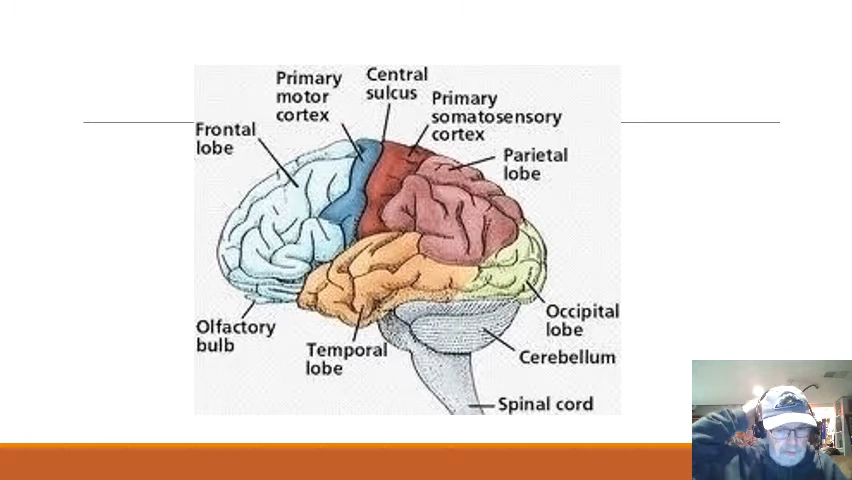 Primary
motor
cortex
Central
sulcus
Primary
somatosensory
cortex
Frontal
lobe
Parietal
lobe
Olfactory
bulb
Temporal
lobe
Occipital
lobe
Cerebellum
Spinal cord